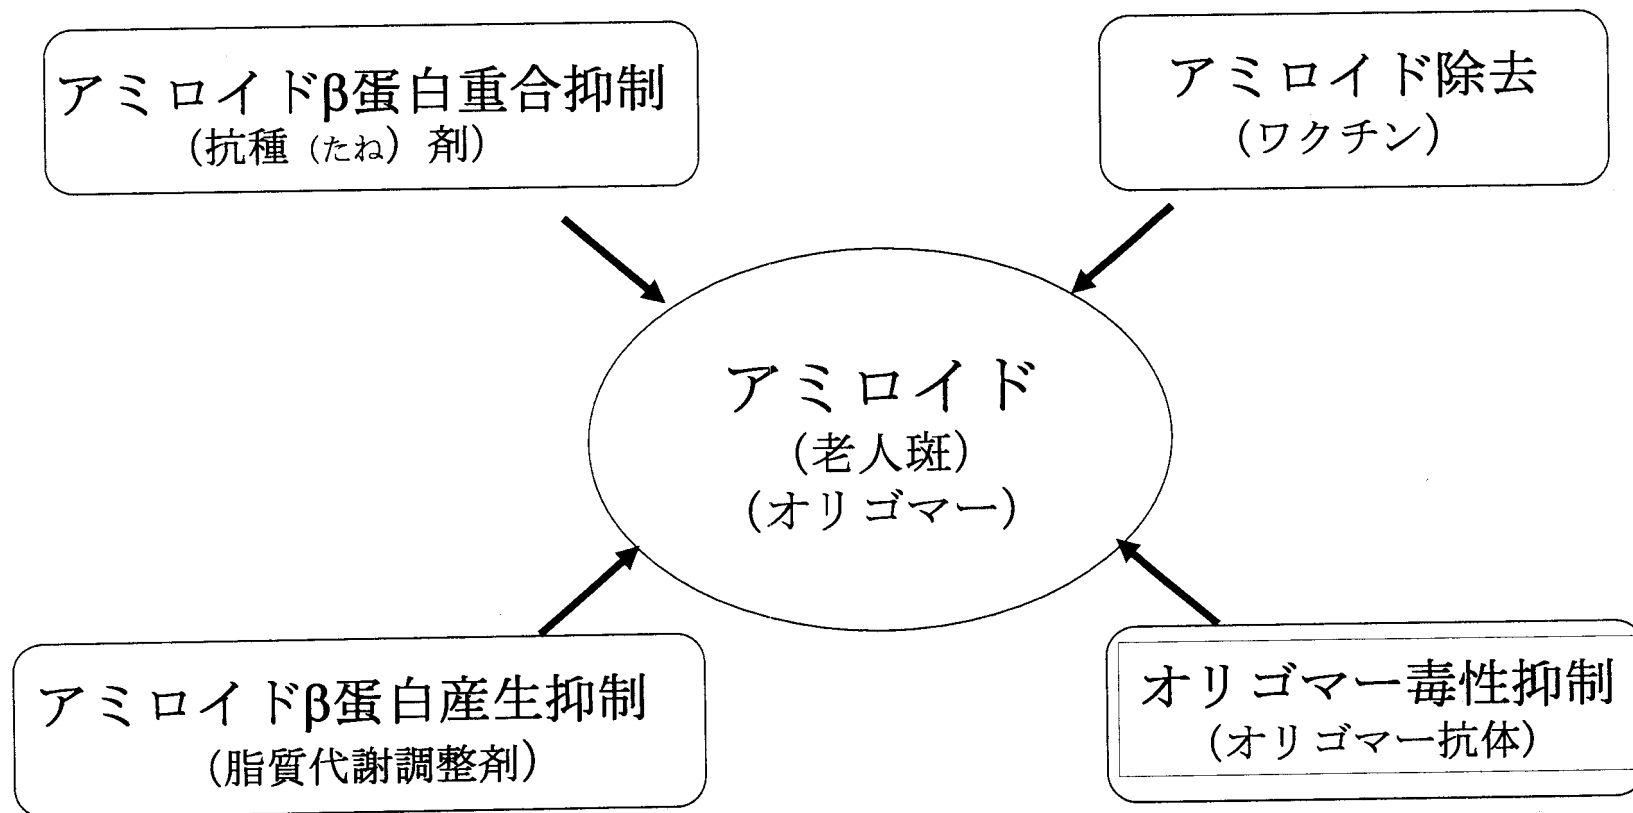 アミロイドβ蛋白重合抑制
（抗種（たね）剤）
アミロイド除去
（ワクチン）
アミロイド
（老人斑）
（オリゴマー）
アミロイドβ蛋白産生抑制
（脂質代謝調整剤）
オリゴマー毒性抑制
（オリゴマー抗体）